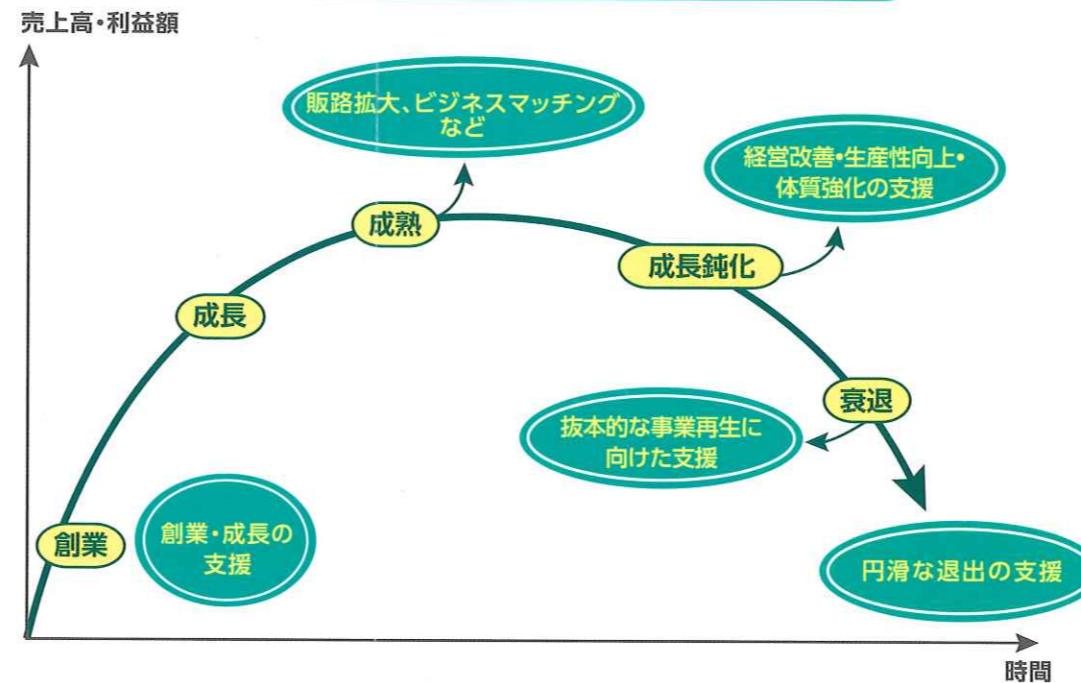 売上高・利益額
販路拡大、ビジネスマッチング
など
経営改善・生産性向上・
体質強化の支援
成熟
成長鈍化
成長
衰退
抜本的な事業再生に
向けた支援
創業
創業・成長の
支援
円滑な退出の支援
時間